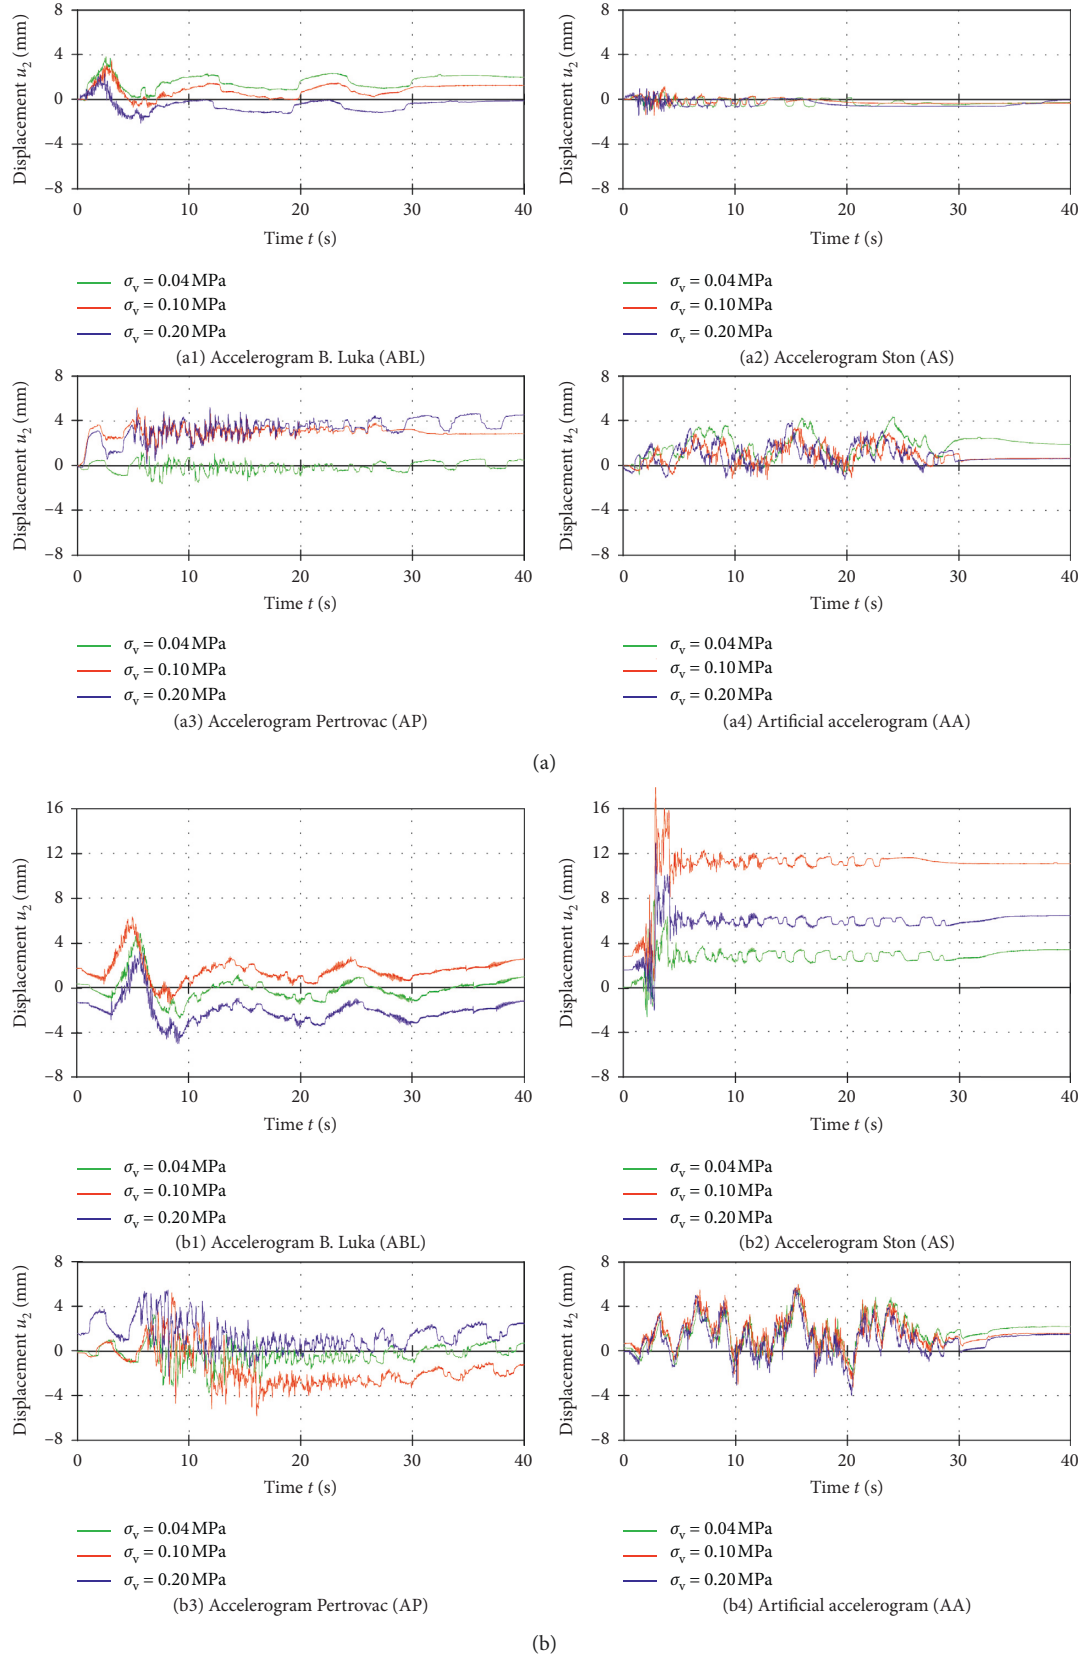 8
4
0
−4
−8
Displacement u2 (mm)
0 10 20 30 40
Time t (s)
σv = 0.04 MPa
σv = 0.10 MPa
σv = 0.20 MPa
(a1) Accelerogram B. Luka (ABL)
8
4
0
−4
−8
Displacement u2 (mm)
0 10 20 30 40
Time t (s)
σv = 0.04 MPa
σv = 0.10 MPa
σv = 0.20 MPa
(a2) Accelerogram Ston (AS)
8
4
0
−4
−8
Displacement u2 (mm)
0 10 20 30 40
Time t (s)
σv = 0.04 MPa
σv = 0.10 MPa
σv = 0.20 MPa
(a3) Accelerogram Pertrovac (AP)
8
4
0
−4
−8
Displacement u2 (mm)
0 10 20 30 40
Time t (s)
σv = 0.04 MPa
σv = 0.10 MPa
σv = 0.20 MPa
(a4) Artificial accelerogram (AA)
(a)
16
12
8
4
0
−4
−8
Displacement u2 (mm)
0 10 20 30 40
Time t (s)
σv = 0.04 MPa
σv = 0.10 MPa
σv = 0.20 MPa
(b1) Accelerogram B. Luka (ABL)
16
12
8
4
0
−4
−8
Displacement u2 (mm)
0 10 20 30 40
Time t (s)
σv = 0.04 MPa
σv = 0.10 MPa
σv = 0.20 MPa
(b2) Accelerogram Ston (AS)
8
4
0
−4
−8
Displacement u2 (mm)
0 10 20 30 40
Time t (s)
σv = 0.04 MPa
σv = 0.10 MPa
σv = 0.20 MPa
(b3) Accelerogram Pertrovac (AP)
8
4
0
−4
−8
Displacement u2 (mm)
0 10 20 30 40
Time t (s)
σv = 0.04 MPa
σv = 0.10 MPa
σv = 0.20 MPa
(b4) Artificial accelerogram (AA)
(b)